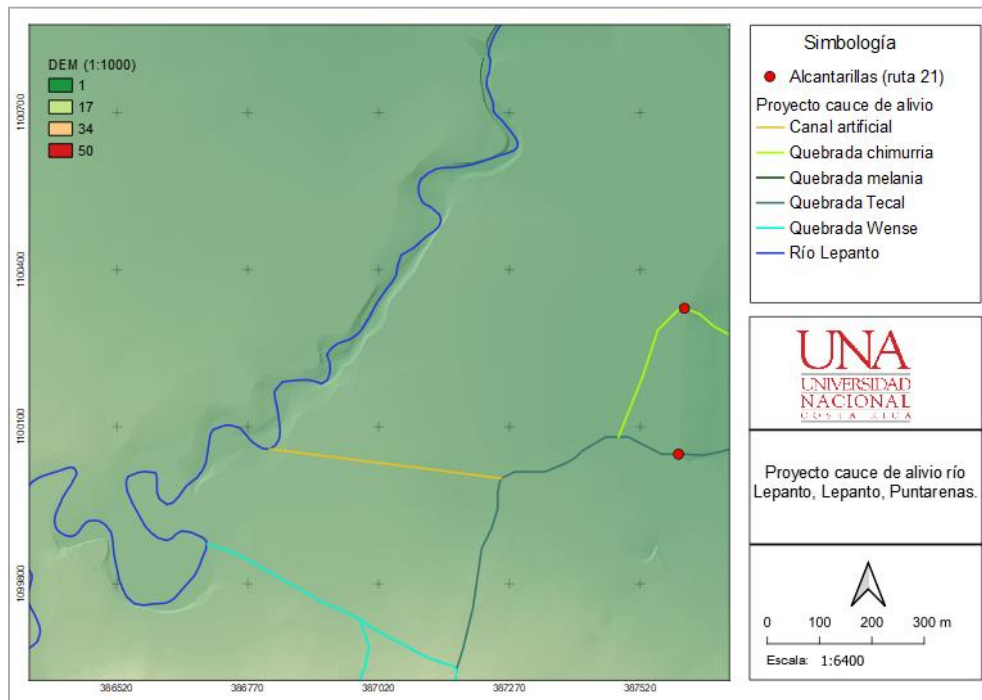 DEM (1:1000)
1
17
34
50
1100700
1100400
1100100
1099800
386520
386770
387020
387270
387520
Simbología
Alcantarillas (ruta 21)
Proyecto cauce de alivio
Canal artificial
Quebrada chimurria
Quebrada melania
Quebrada Tecal
Quebrada Wense
Río Lepanto
UNA
UNIVERSIDAD
NACIONAL
COSTA RICA
Proyecto cauce de alivio río
Lepanto, Lepanto, Puntarenas.
0 100 200 300 m
Escala: 1:6400